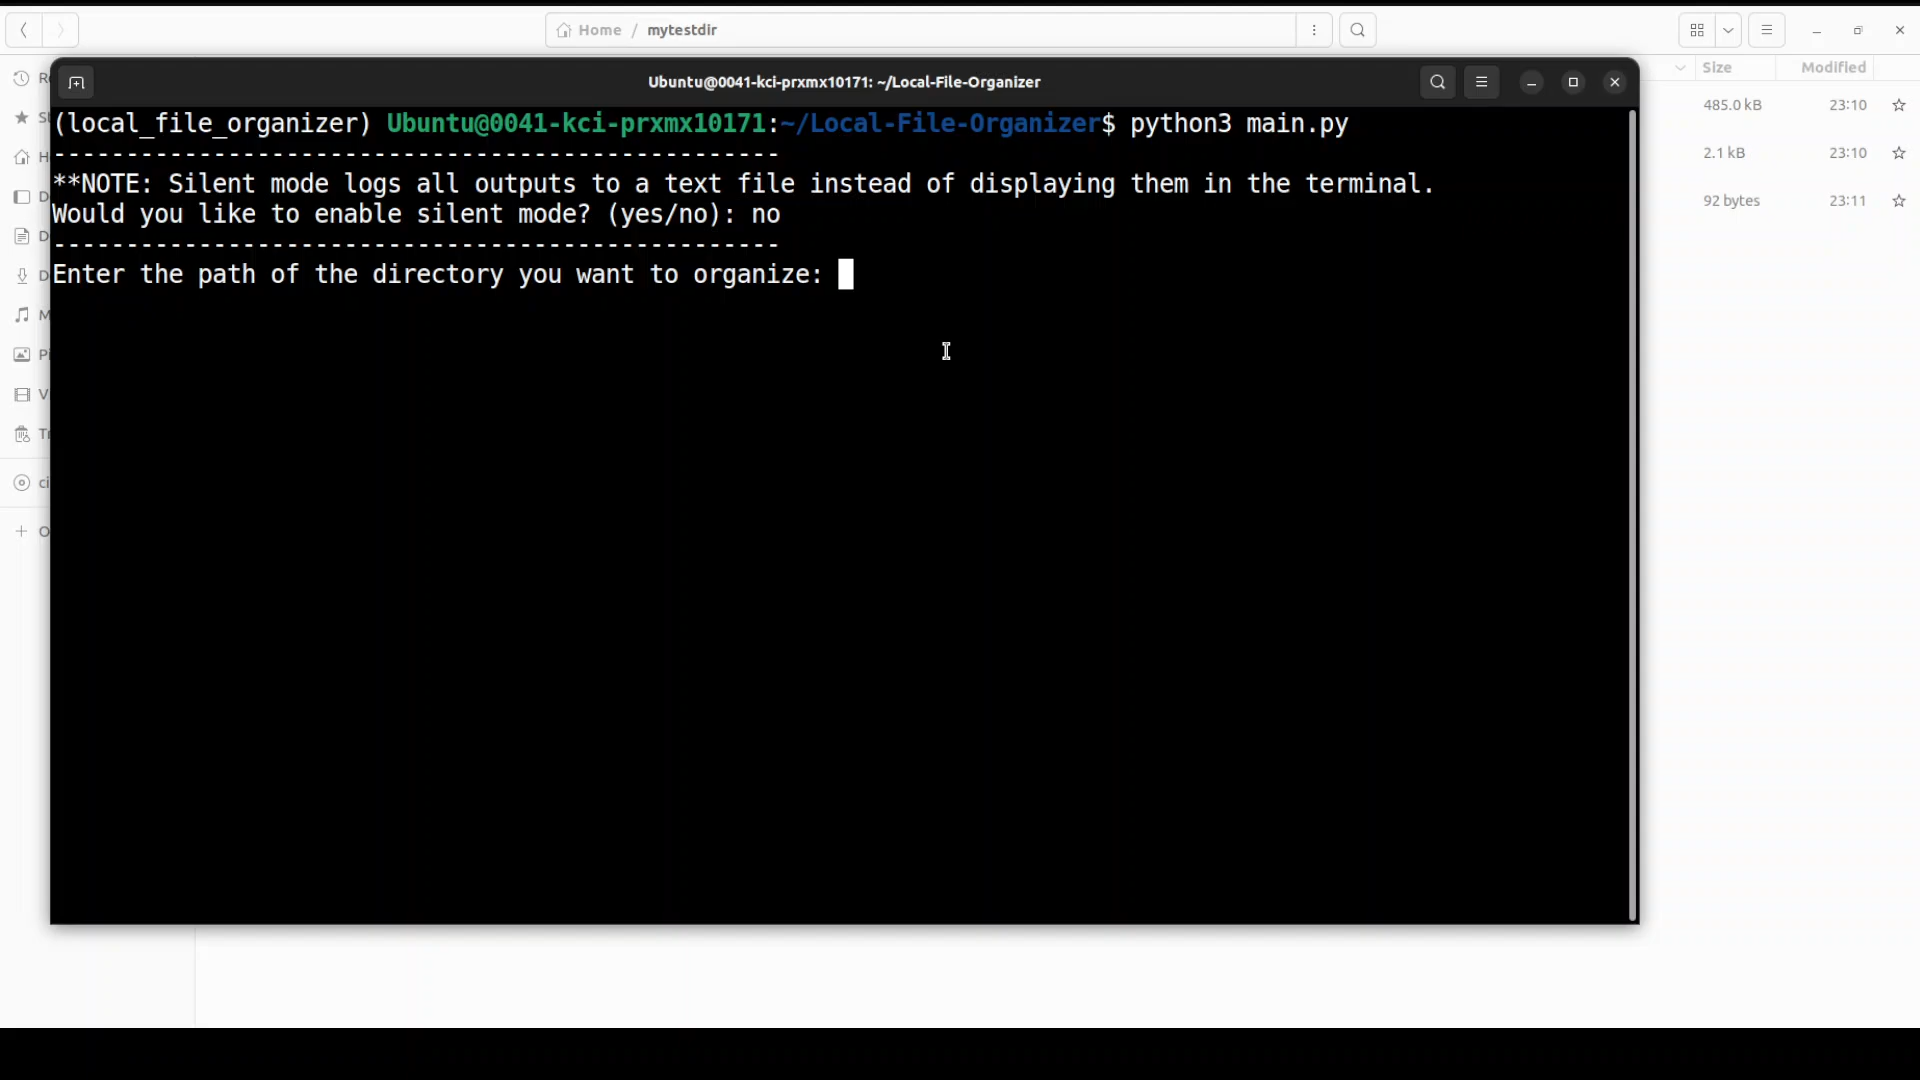 Home / mytestdir
Size Modified
Ubuntu@0041-kci-prxmx10171: ~/Local-File-Organizer
485.0 kB 23:10
2.1 kB 23:10
92 bytes 23:11
(local_file_organizer) Ubuntu@0041-kci-prxmx10171:~/Local-File-Organizer$ python3 main.py
--------------------------------------------------
**NOTE: Silent mode logs all outputs to a text file instead of displaying them in the terminal.
Would you like to enable silent mode? (yes/no): no
--------------------------------------------------
Enter the path of the directory you want to organize: